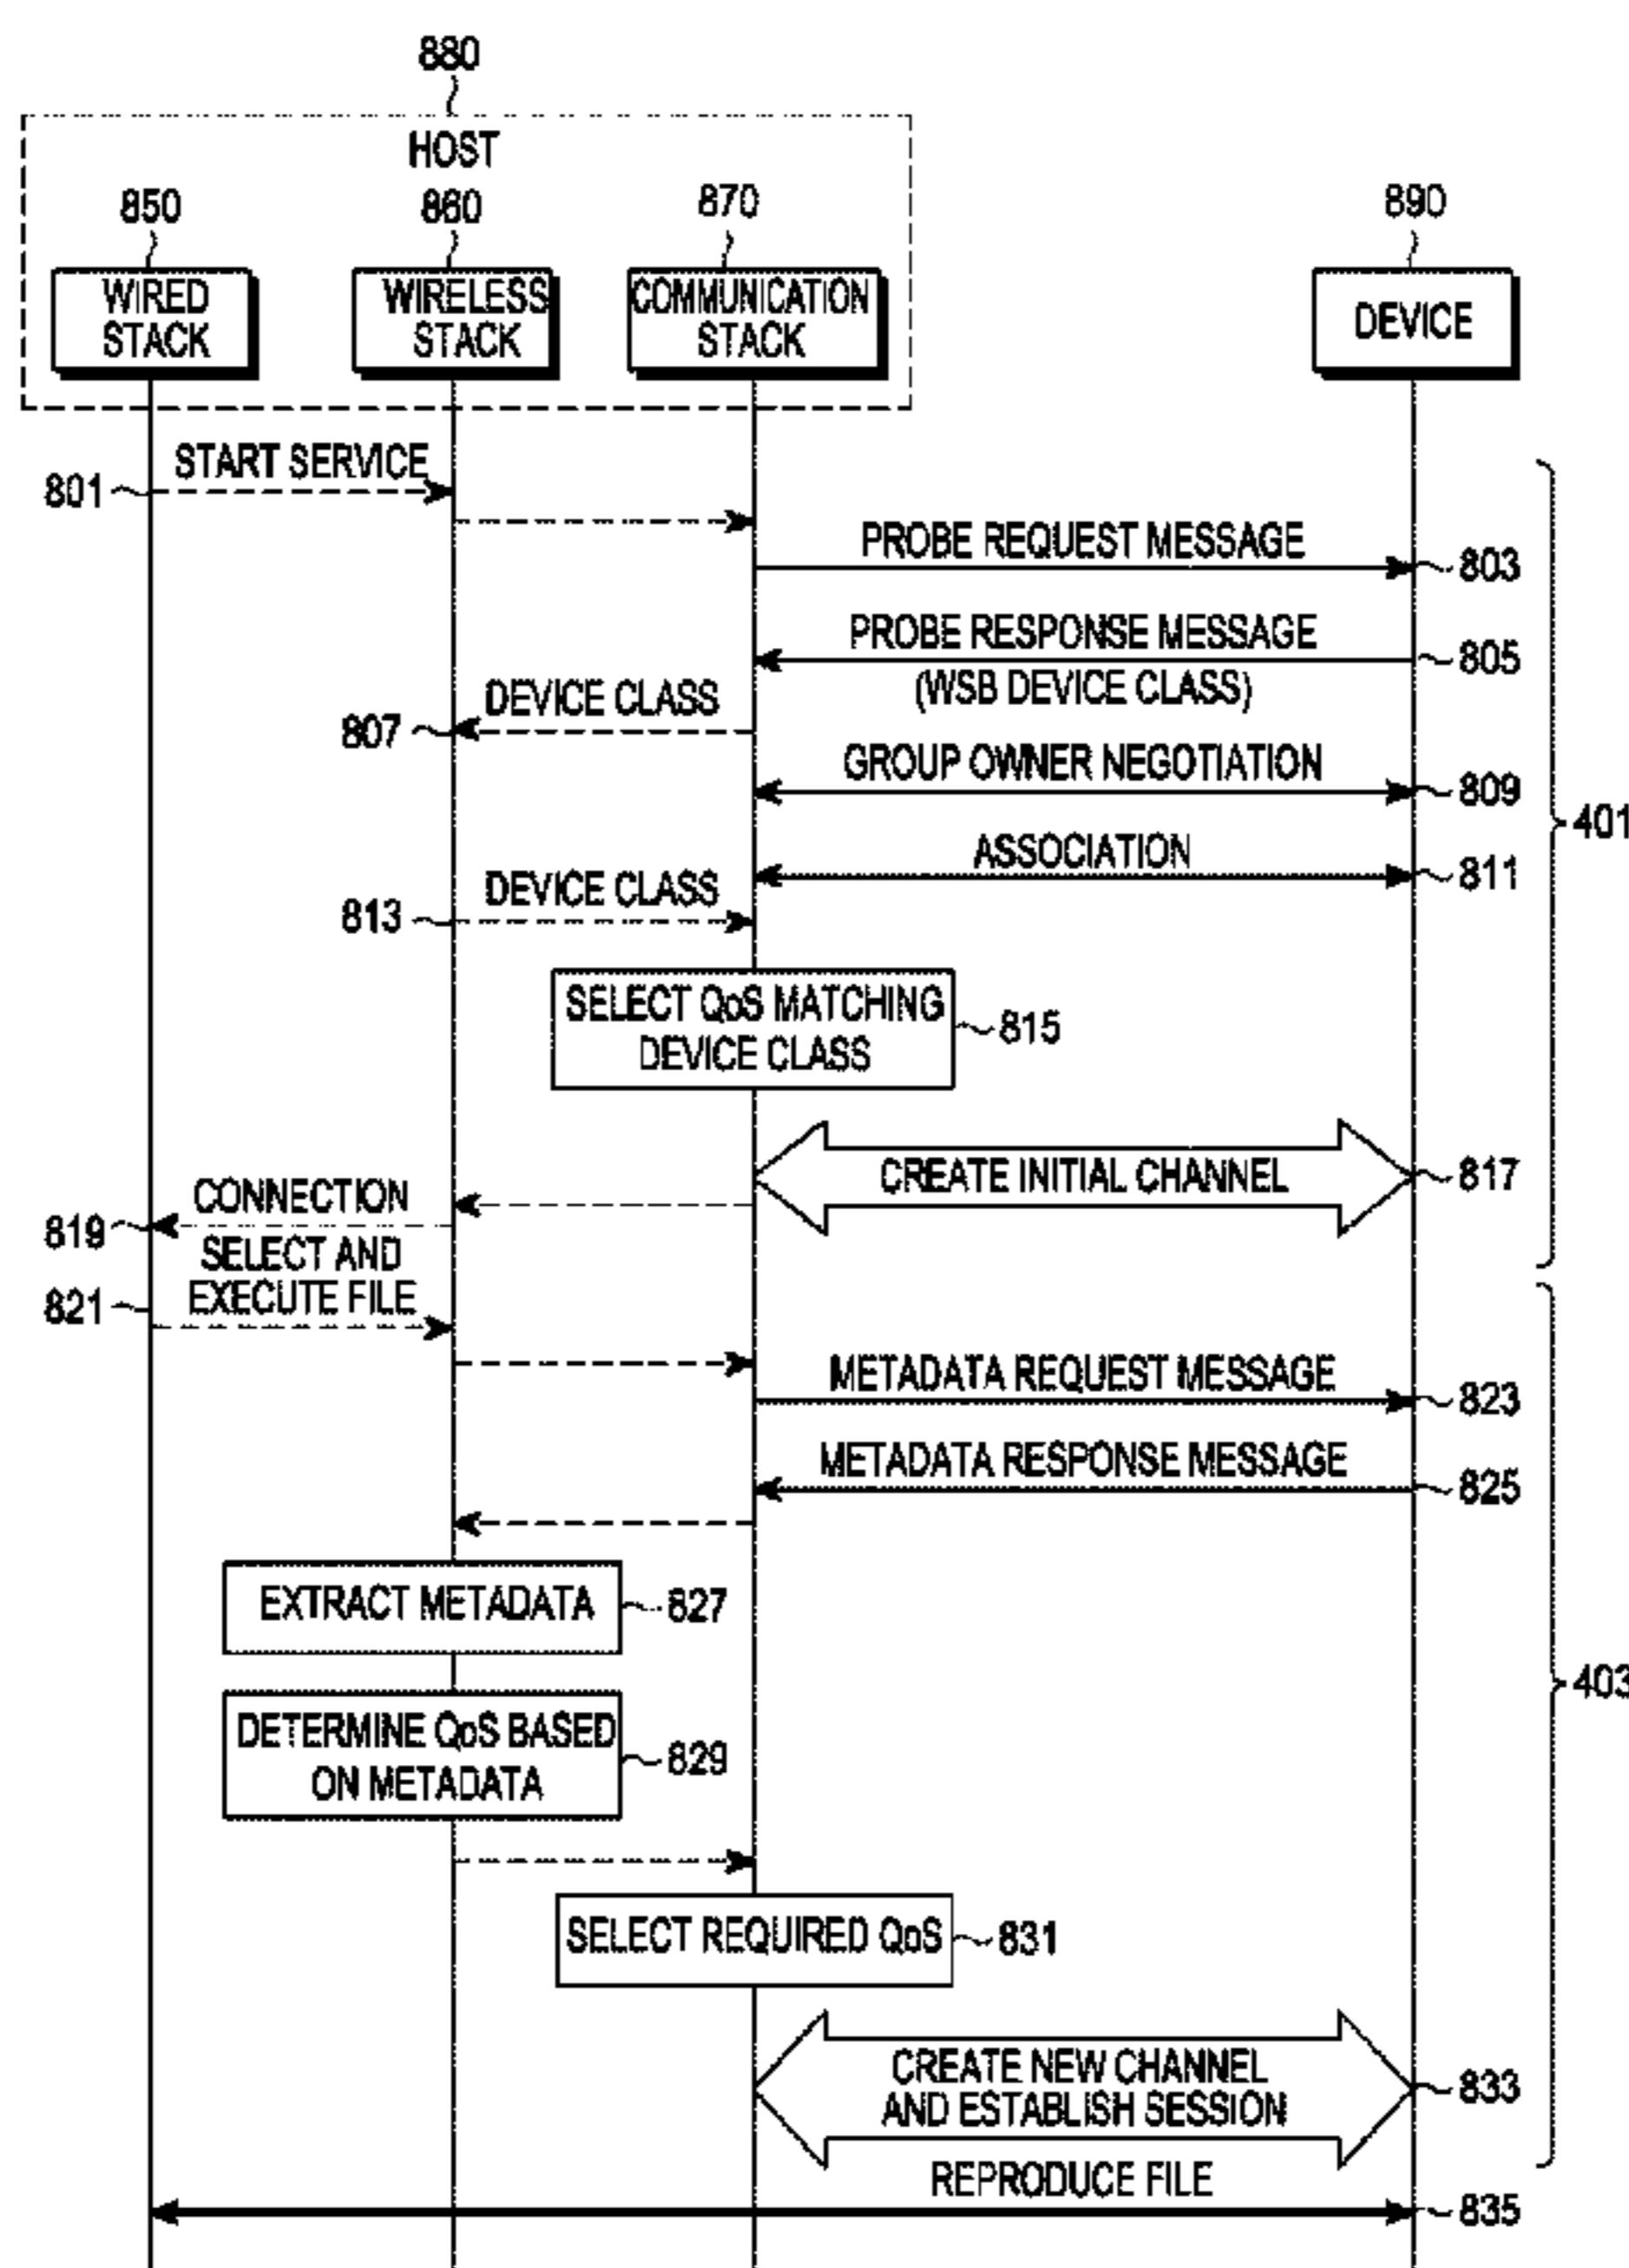 880
HOST
850
860
870
890
WIRED
STACK
WIRELESS
STACK
COMMUNICATION
STACK
DEVICE
START SERVICE
801
PROBE REQUEST MESSAGE
803
PROBE RESPONSE MESSAGE
805
(WSB DEVICE CLASS)
DEVICE CLASS
807
GROUP OWNER NEGOTIATION
809
401
ASSOCIATION
811
DEVICE CLASS
813
SELECT QoS MATCHING
DEVICE CLASS
815
CREATE INITIAL CHANNEL
817
CONNECTION
819
SELECT AND
EXECUTE FILE
821
METADATA REQUEST MESSAGE
823
METADATA RESPONSE MESSAGE
825
EXTRACT METADATA
827
403
DETERMINE QoS BASED
ON METADATA
829
SELECT REQUIRED QoS
831
CREATE NEW CHANNEL
AND ESTABLISH SESSION
833
REPRODUCE FILE
835